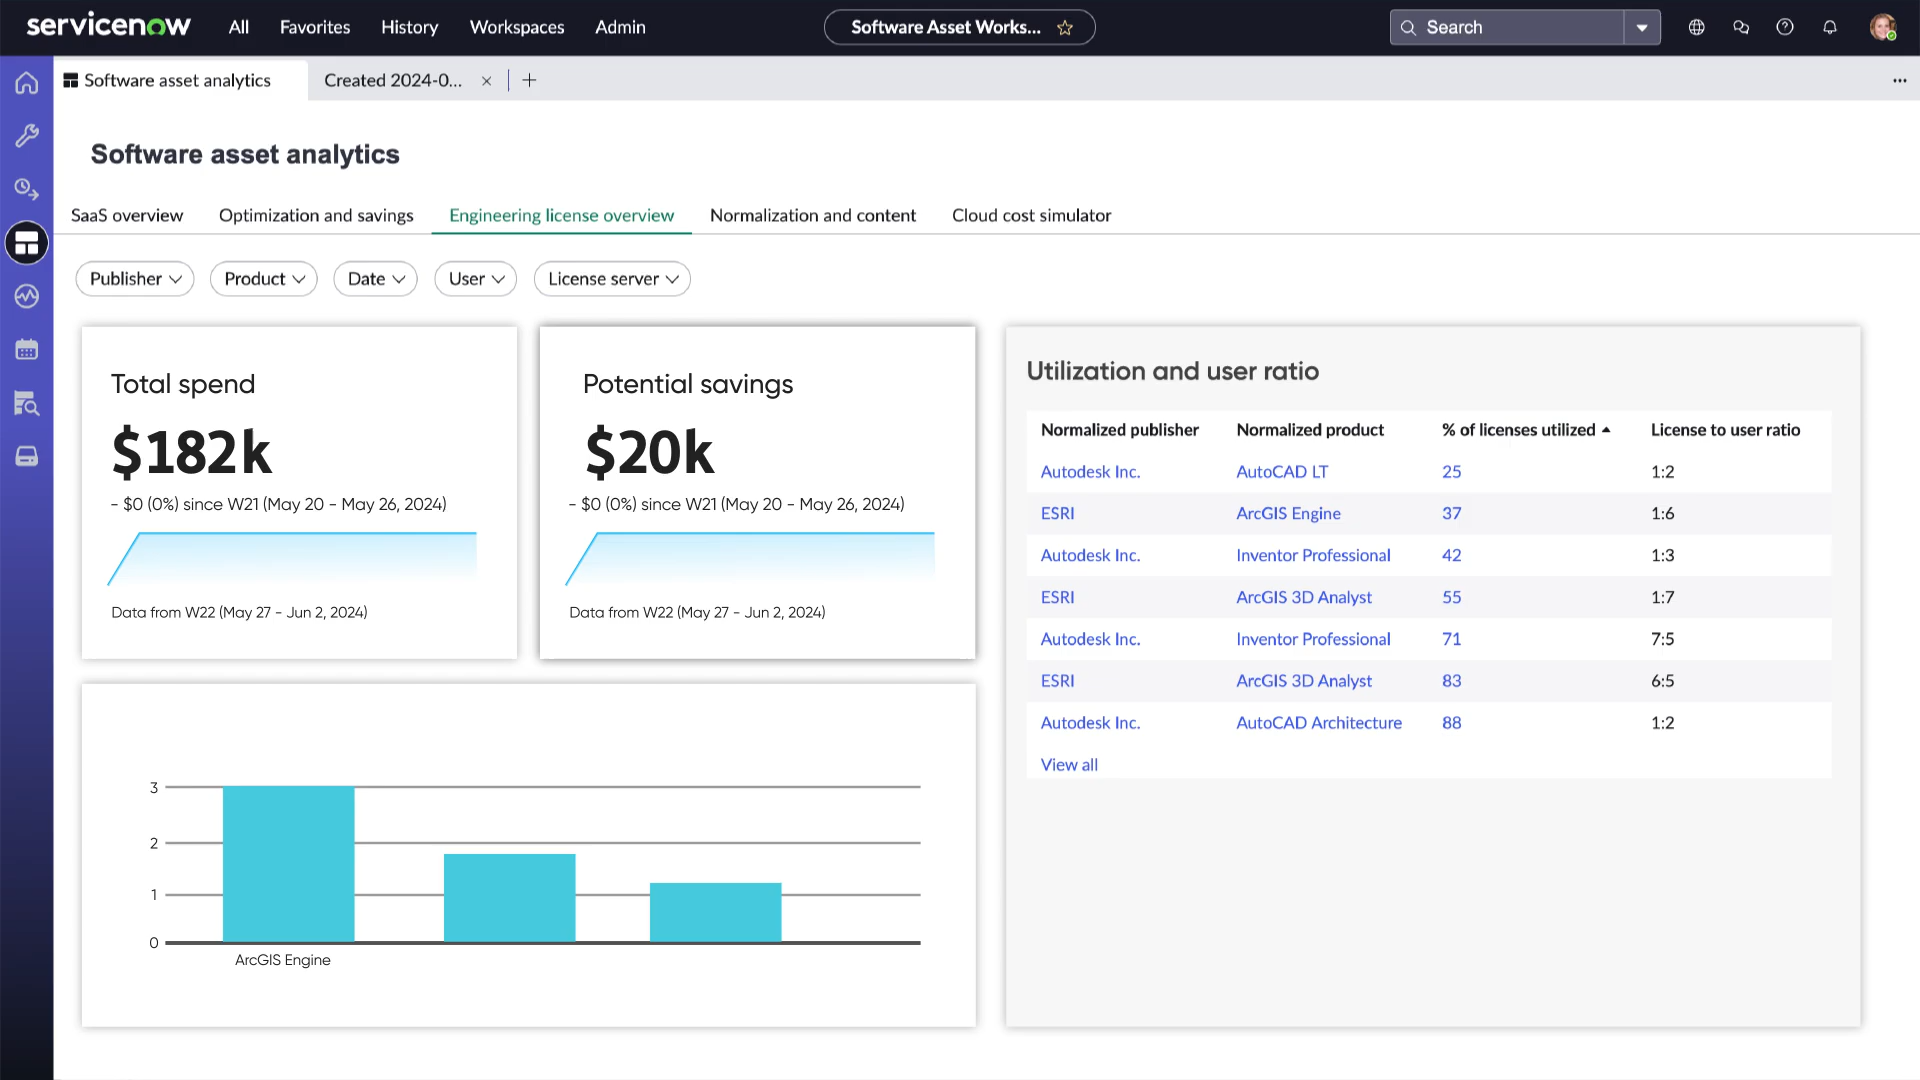 servicenow All Favorites History Workspaces Admin Software Asset Works... Search
Software asset analytics Created 2024-0...
Software asset analytics
SaaS overview Optimization and savings Engineering license overview Normalization and content Cloud cost simulator
Publisher Product Date User License server
Total spend
$182k
- $0 (0%) since W21 (May 20 - May 26, 2024)
Data from W22 (May 27 - Jun 2, 2024)
Potential savings
$20k
- $0 (0%) since W21 (May 20 - May 26, 2024)
Data from W22 (May 27 - Jun 2, 2024)
3
2
1
0
ArcGIS Engine
Utilization and user ratio
Normalized publisher Normalized product % of licenses utilized License to user ratio
Autodesk Inc. AutoCAD LT 25 1:2
ESRI ArcGIS Engine 37 1:6
Autodesk Inc. Inventor Professional 42 1:3
ESRI ArcGIS 3D Analyst 55 1:7
Autodesk Inc. Inventor Professional 71 7:5
ESRI ArcGIS 3D Analyst 83 6:5
Autodesk Inc. AutoCAD Architecture 88 1:2
View all